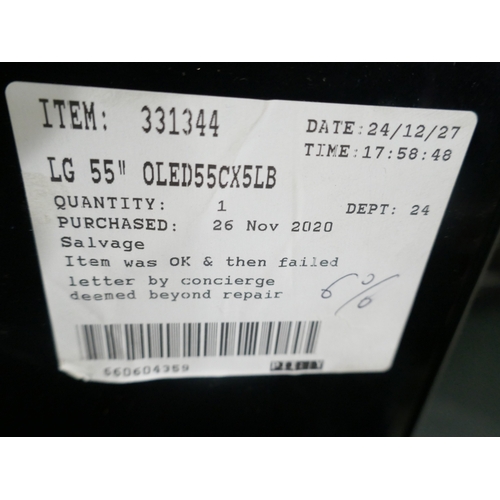 ITEM: 331344
DATE:24/12/27
TIME:17:58:48
LG 55" OLED55CX5LB
QUANTITY: 1
DEPT: 24
PURCHASED: 26 Nov 2020
Salvage
Item was OK & then failed
letter by concierge
deemed beyond repair
560604359